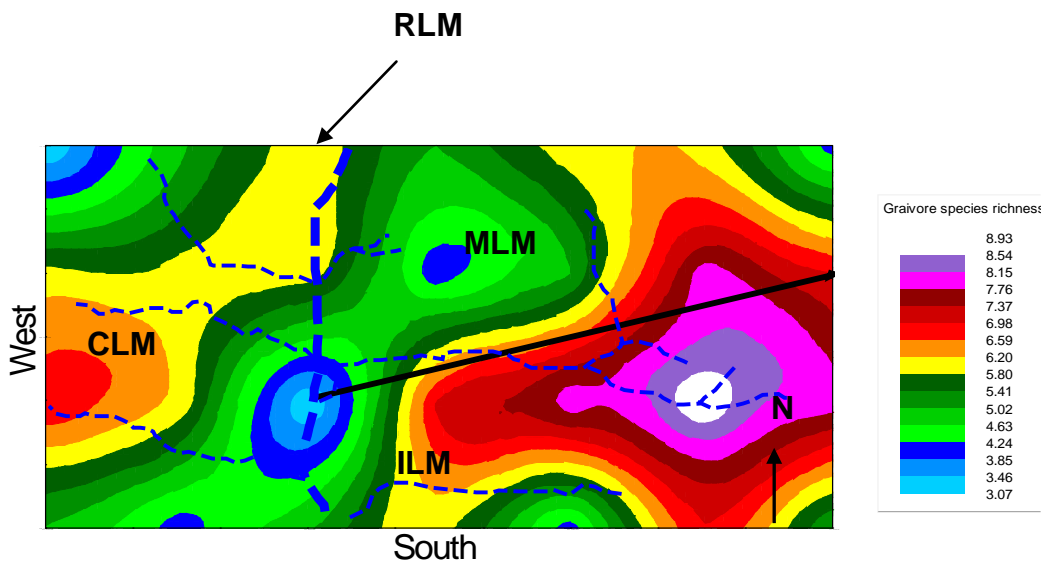 RLM
MLM
CLM
West
N
ILM
South
Graivore species richness
8.93
8.54
8.15
7.76
7.37
6.98
6.59
6.20
5.80
5.41
5.02
4.63
4.24
3.85
3.46
3.07